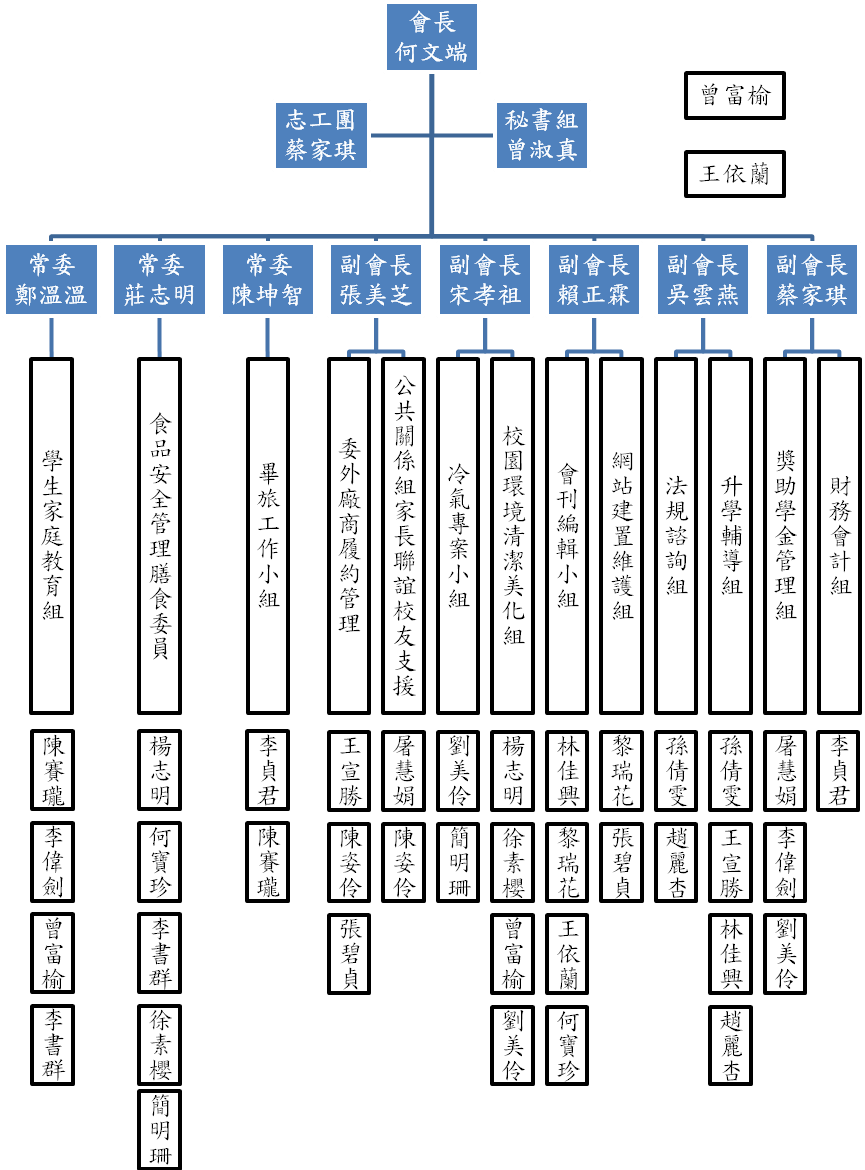 會長
何文端
志工團
蔡家琪
秘書組
曾淑真
曾富榆
王依蘭
常委
鄭溫溫
常委
莊志明
常委
陳坤智
副會長
張美芝
副會長
宋孝祖
副會長
賴正霖
副會長
吳雲燕
副會長
蔡家琪
學生家庭教育組
食品安全管理膳食委員
畢旅工作小組
委外廠商履約管理
公共關係組家長聯誼校友支援
冷氣專案小組
校園環境清潔美化組
會刊編輯小組
網站建置維護組
法規諮詢組
升學輔導組
獎助學金管理組
財務會計組
陳賽瓏
李偉劍
曾富榆
李書群
楊志明
何寶珍
李書群
徐素櫻
簡明珊
李貞君
陳賽瓏
王宣勝
陳姿伶
張碧貞
屠慧娟
陳姿伶
劉美伶
簡明珊
楊志明
徐素櫻
曾富榆
劉美伶
林佳興
黎瑞花
王依蘭
何寶珍
黎瑞花
張碧貞
孫倩雯
趙麗杏
孫倩雯
王宣勝
林佳興
趙麗杏
屠慧娟
李偉劍
劉美伶
李貞君